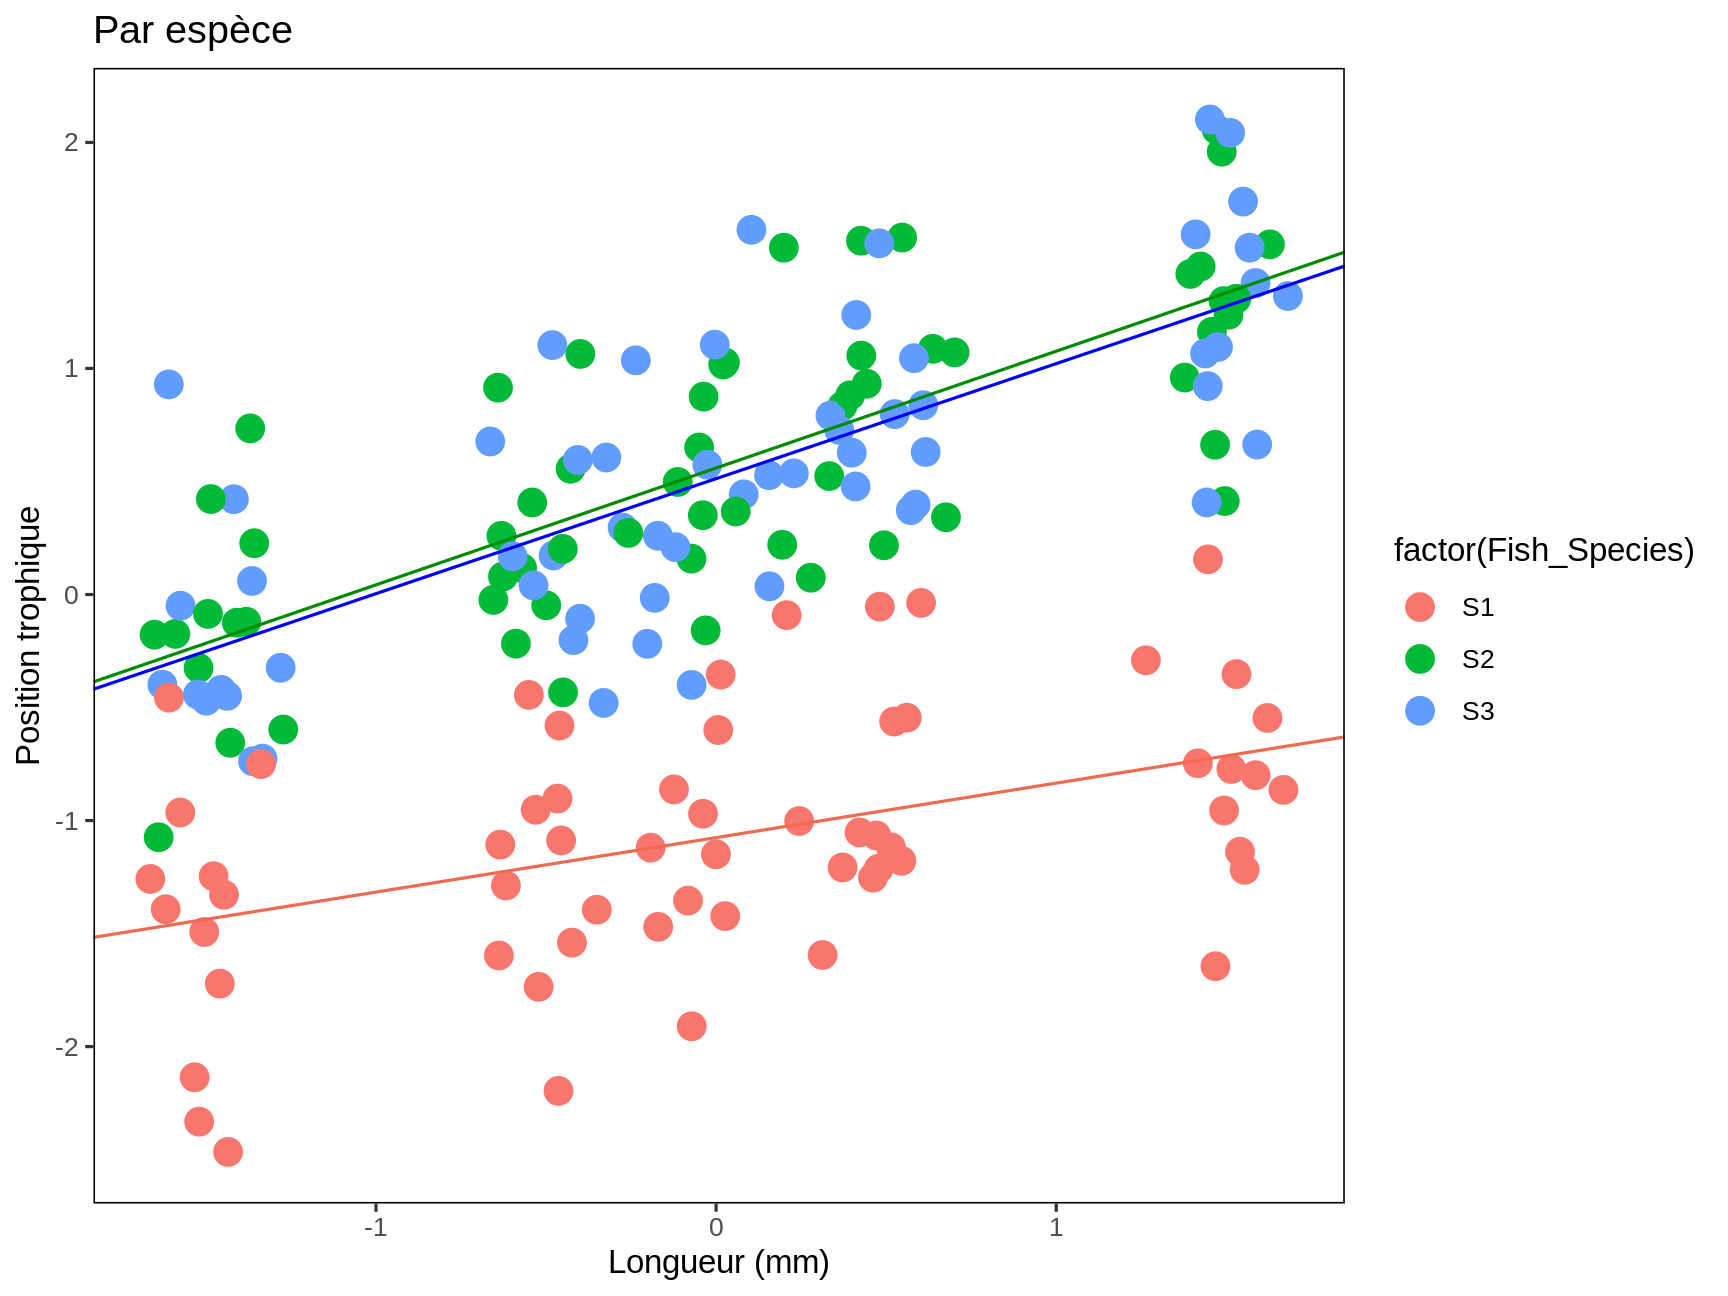 Par espèce
2
1
0
-1
-2
Position trophique
-1 0 1
Longueur (mm)
factor(Fish_Species)
S1
S2
S3